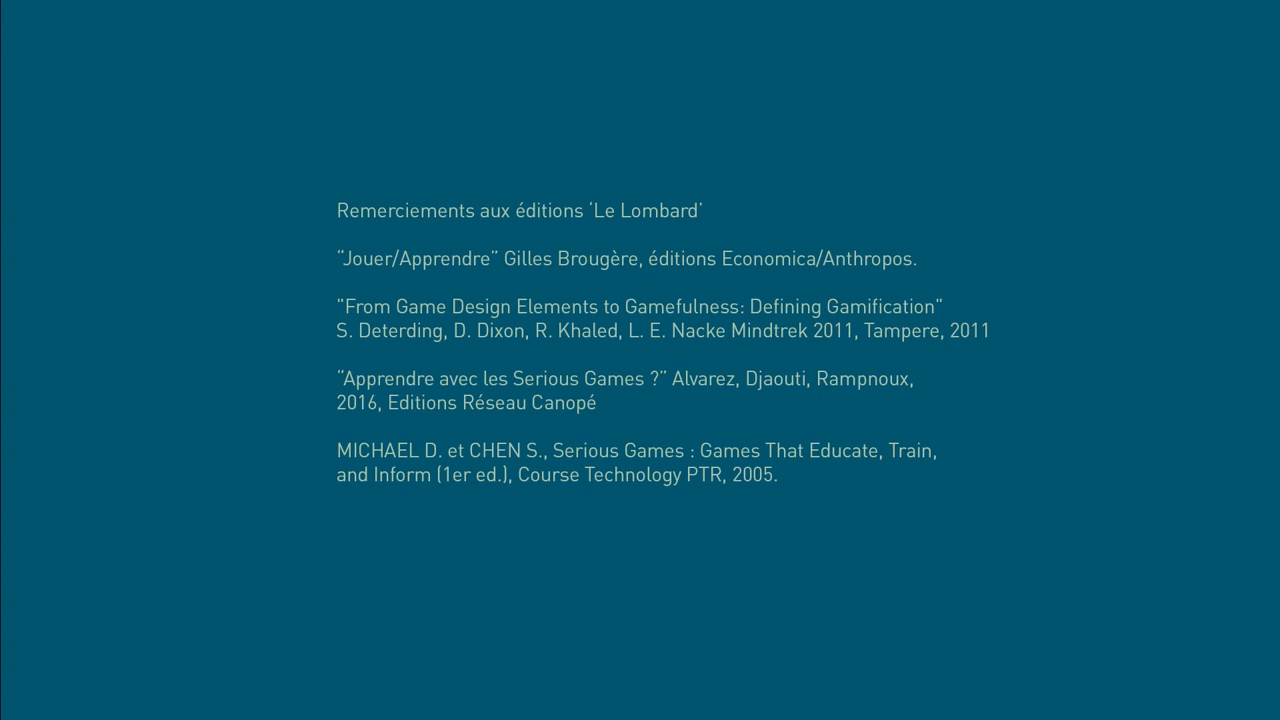 Remerciements aux éditions ‘Le Lombard’
“Jouer/Apprendre” Gilles Brougère, éditions Economica/Anthropos.
"From Game Design Elements to Gamefulness: Defining Gamification"
S. Deterding, D. Dixon, R. Khaled, L. E. Nacke Mindtrek 2011, Tampere, 2011
“Apprendre avec les Serious Games ?” Alvarez, Djaouti, Rampnoux,
2016, Editions Réseau Canopé
MICHAEL D. et CHEN S., Serious Games : Games That Educate, Train,
and Inform (1er ed.), Course Technology PTR, 2005.